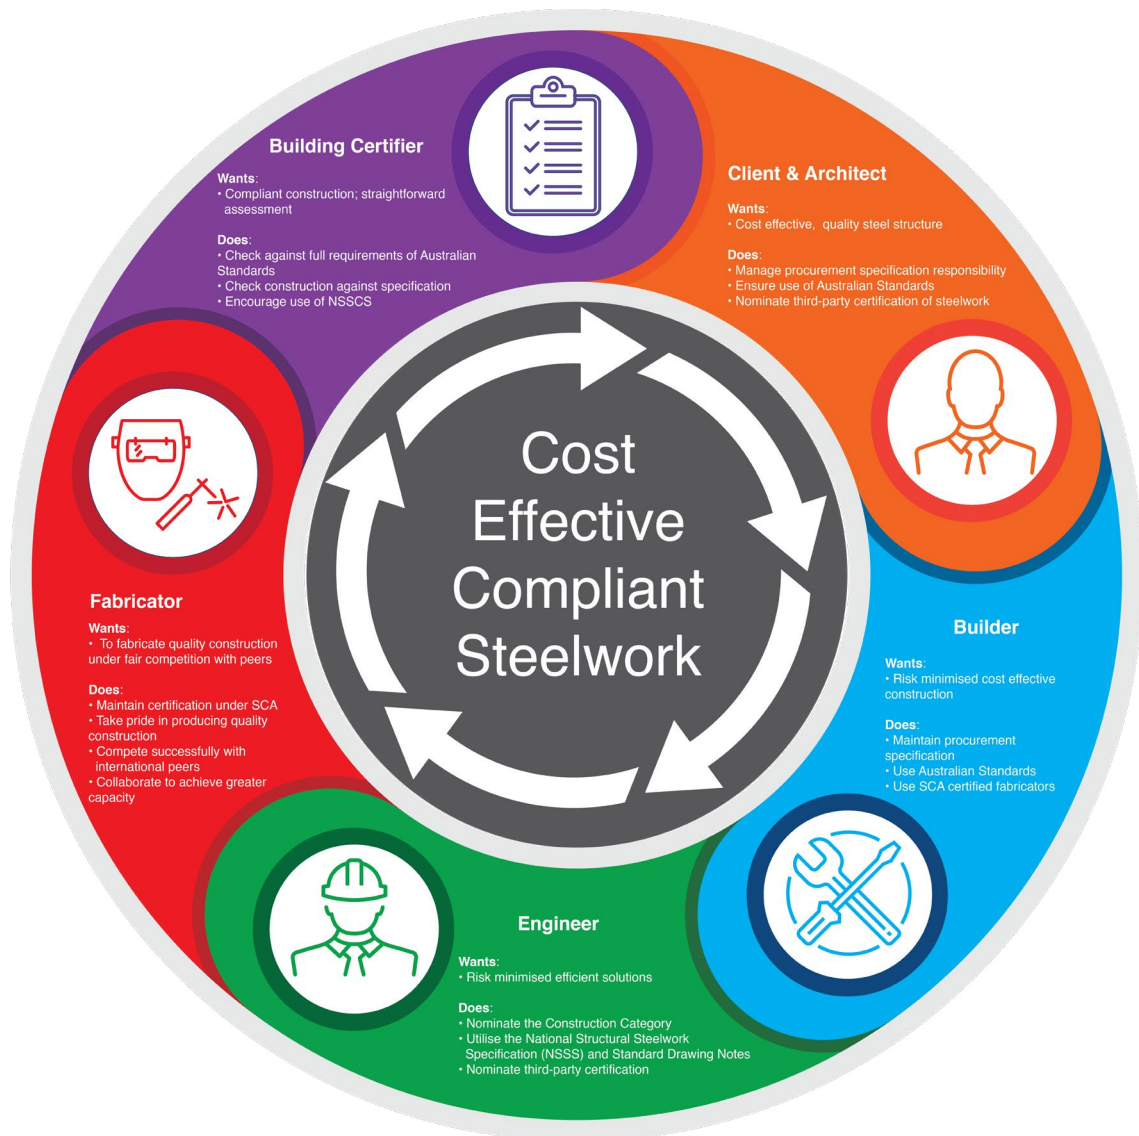 Building Certifier
Wants:
• Compliant construction; straightforward
assessment
Does:
• Check against full requirements of Australian
Standards
• Check construction against specification
• Encourage use of NSSCS
Client & Architect
Wants:
• Cost effective, quality steel structure
Does:
• Manage procurement specification responsibility
• Ensure use of Australian Standards
• Nominate third-party certification of steelwork
Cost
Effective
Compliant
Steelwork
Builder
Wants:
• Risk minimised cost effective
construction
Does:
• Maintain procurement
specification
• Use Australian Standards
• Use SCA certified fabricators
Fabricator
Wants:
• To fabricate quality construction
under fair competition with peers
Does:
• Maintain certification under SCA
• Take pride in producing quality
construction
• Compete successfully with
international peers
• Collaborate to achieve greater
capacity
Engineer
Wants:
• Risk minimised efficient solutions
Does:
• Nominate the Construction Category
• Utilise the National Structural Steelwork
Specification (NSSS) and Standard Drawing Notes
• Nominate third-party certification